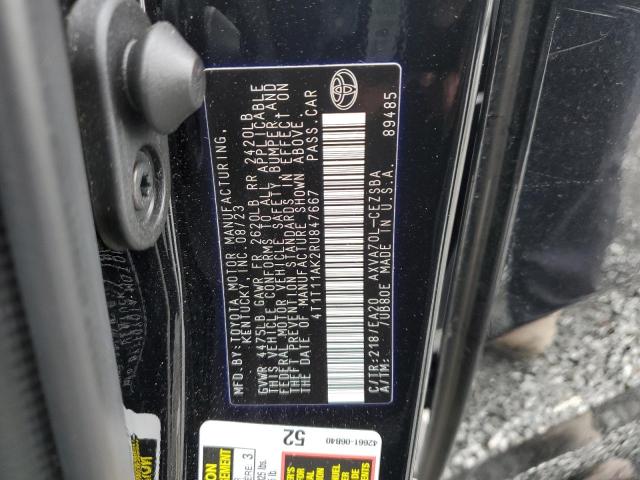 MFD. BY: TOYOTA MOTOR MANUFACTURING,
KENTUCKY, INC. 08/23
GVWR 4475LB GAWR FR 2620LB RR 2420LB
THIS VEHICLE CONFORMS TO ALL APPLICABLE
FEDERAL MOTOR VEHICLE SAFETY, BUMPER, AND
THEFT PREVENTION STANDARDS IN EFFECT ON
THE DATE OF MANUFACTURE SHOWN ABOVE.
4T1T11AK2RU847667 PASS. CAR
C/TR: 218/EA20 AXVA70L-CEZSBA
A/TM: 70B80E MADE IN U.S.A. 89485
52
42661-06B40